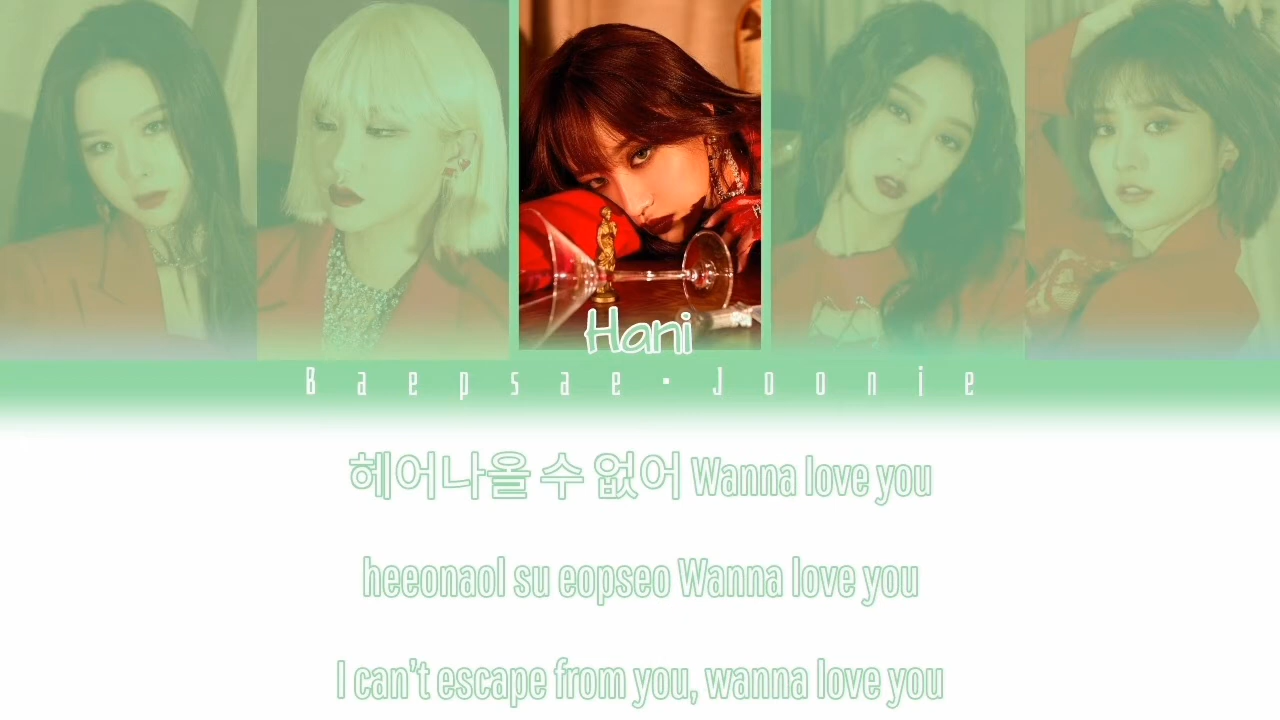 Hani
Baepsae·Joonie
헤어나올 수 없어 Wanna love you
heeonaol su eopseo Wanna love you
I can't escape from you, wanna love you